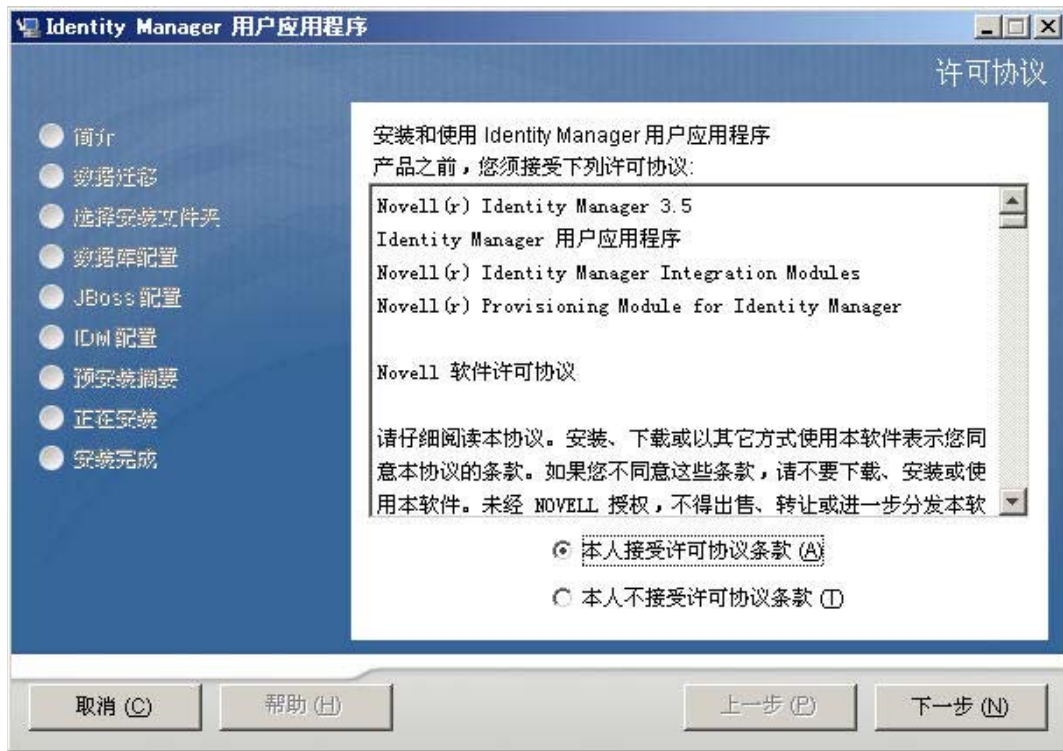 Identity Manager 用户应用程序
许可协议
简介
数据迁移
选择安装文件夹
数据库配置
JBoss 配置
IDM 配置
预安装摘要
正在安装
安装完成
安装和使用 Identity Manager 用户应用程序
产品之前，您须接受下列许可协议:
Novell(r) Identity Manager 3.5
Identity Manager 用户应用程序
Novell(r) Identity Manager Integration Modules
Novell(r) Provisioning Module for Identity Manager
Novell 软件许可协议
请仔细阅读本协议。安装、下载或以其它方式使用本软件表示您同
意本协议的条款。如果您不同意这些条款，请不要下载、安装或使
用本软件。未经 NOVELL 授权，不得出售、转让或进一步分发本软
本人接受许可协议条款 (A)
本人不接受许可协议条款 (T)
取消 (C)
帮助 (H)
上一步 (P)
下一步 (N)